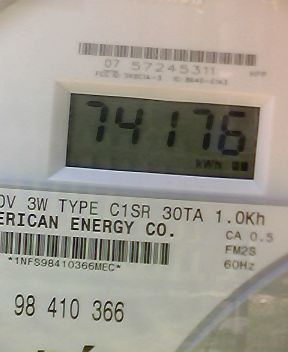 07 57245311
74176
kWh
0V 3W TYPE C1SR 30TA 1.0Kh
ERICAN ENERGY CO.
CA 0.5
FM2S
*1NFS98410366MEC*
60Hz
98 410 366